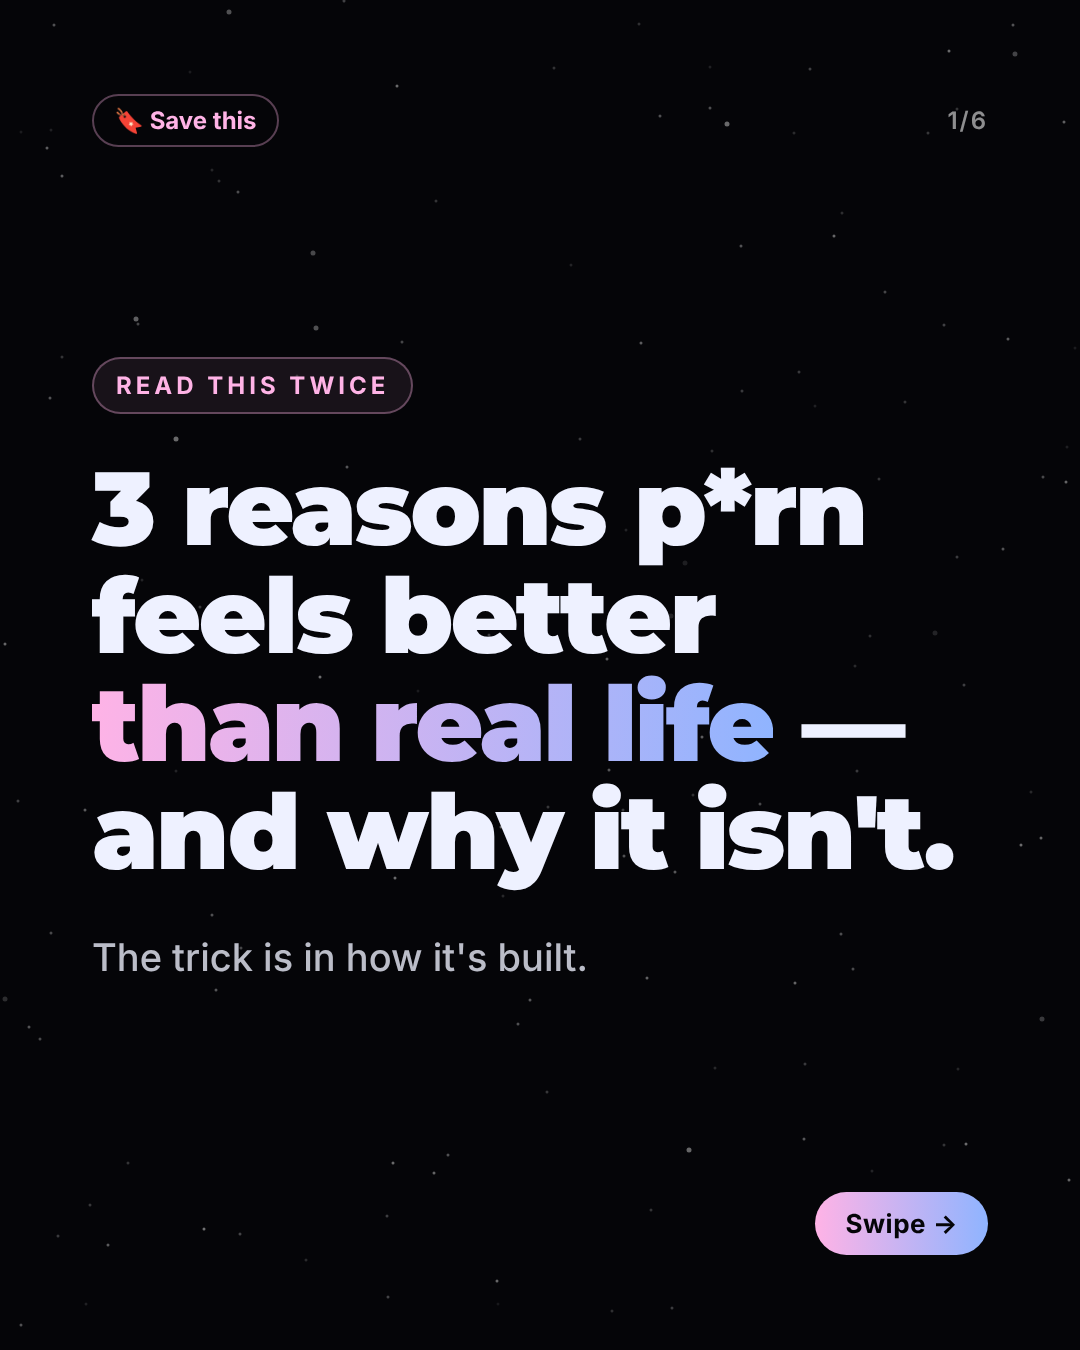 🔖 Save this
1/6
READ THIS TWICE
3 reasons p*rn
feels better
than real life —
and why it isn't.
The trick is in how it's built.
Swipe →